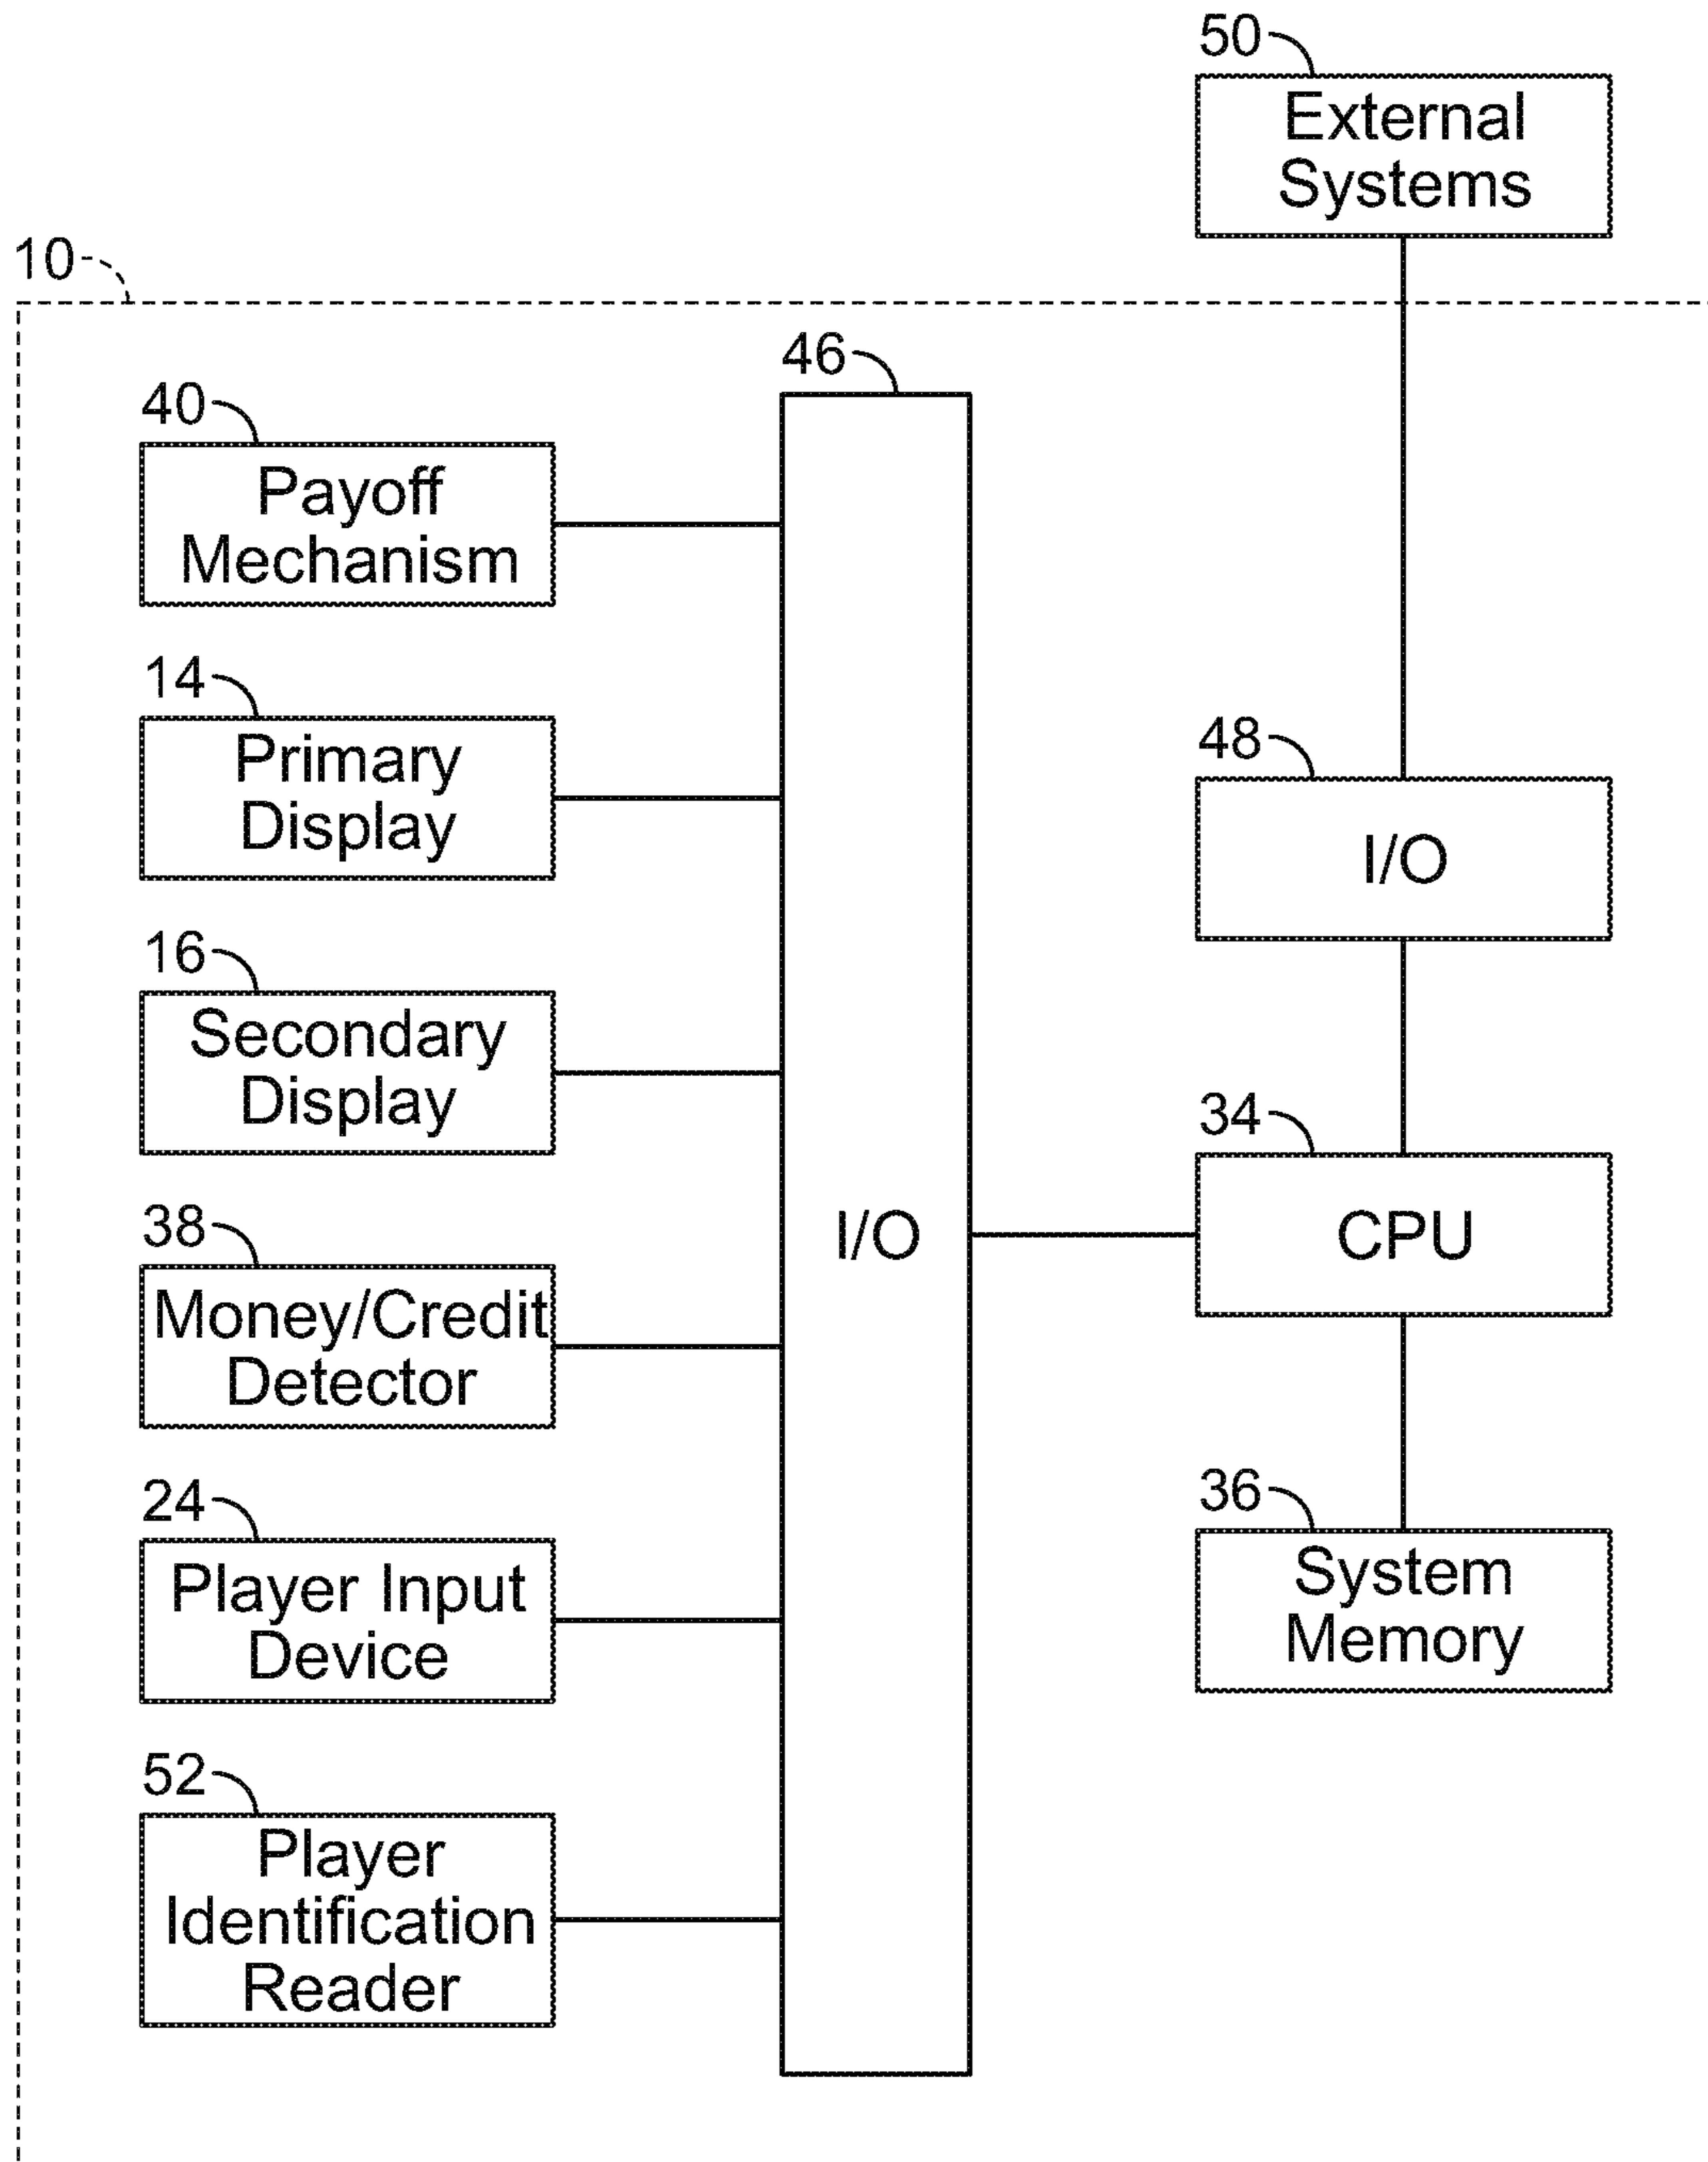 50
External
Systems
10
46
40
Payoff
Mechanism
14
Primary
Display
48
I/O
16
Secondary
Display
34
CPU
I/O
38
Money/Credit
Detector
36
System
Memory
24
Player Input
Device
52
Player
Identification
Reader